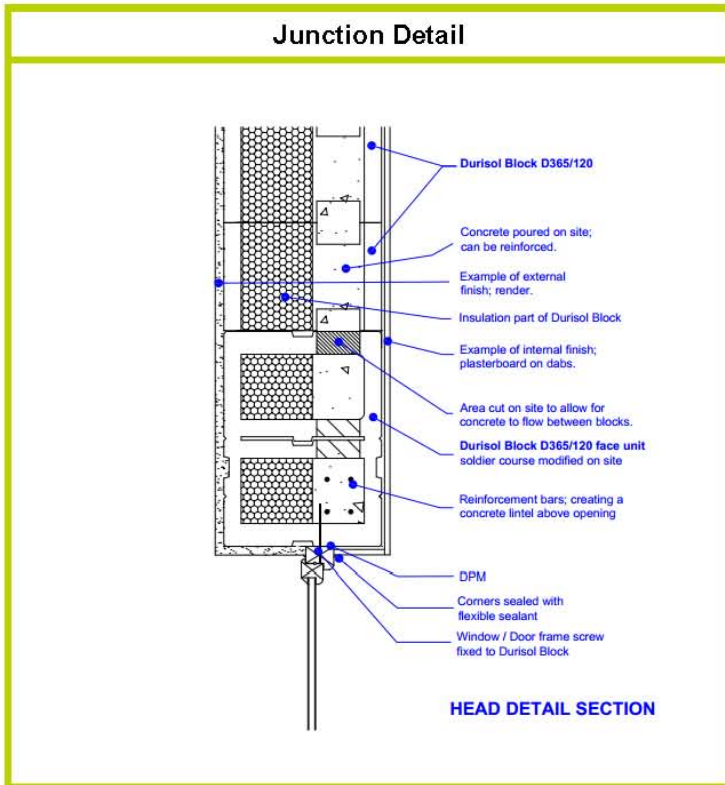 Junction Detail
Durisol Block D365/120
Concrete poured on site;
can be reinforced.
Example of external
finish; render.
Insulation part of Durisol Block
Example of internal finish;
plasterboard on dabs.
Area cut on site to allow for
concrete to flow between blocks.
Durisol Block D365/120 face unit
soldier course modified on site
Reinforcement bars; creating a
concrete lintel above opening
DPM
Corners sealed with
flexible sealant
Window / Door frame screw
fixed to Durisol Block
HEAD DETAIL SECTION